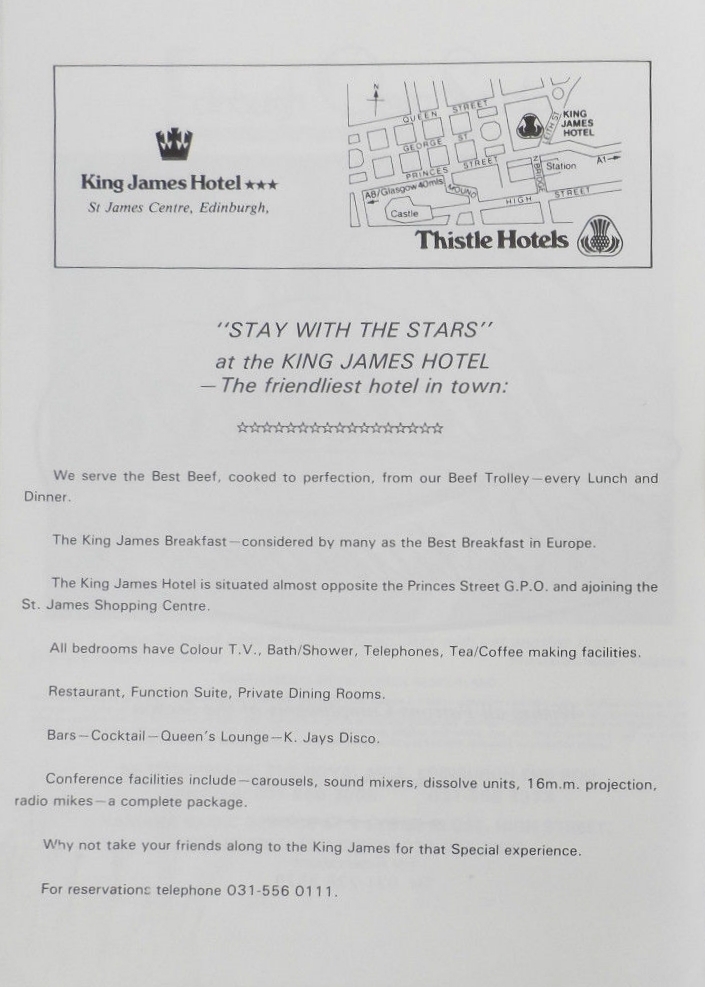 King James Hotel ★★★
St James Centre, Edinburgh,
N
QUEEN STREET
GEORGE ST
PRINCES STREET
LEITH ST
KING
JAMES
HOTEL
Station
A1→
N BRIDGE
A8/Glasgow 40mls
MOUND
HIGH STREET
Castle
Thistle Hotels
"STAY WITH THE STARS"
at the KING JAMES HOTEL
—The friendliest hotel in town:
☆☆☆☆☆☆☆☆☆☆☆☆☆☆☆☆☆
We serve the Best Beef, cooked to perfection, from our Beef Trolley—every Lunch and
Dinner.
The King James Breakfast—considered by many as the Best Breakfast in Europe.
The King James Hotel is situated almost opposite the Princes Street G.P.O. and ajoining the
St. James Shopping Centre.
All bedrooms have Colour T.V., Bath/Shower, Telephones, Tea/Coffee making facilities.
Restaurant, Function Suite, Private Dining Rooms.
Bars—Cocktail—Queen's Lounge—K. Jays Disco.
Conference facilities include—carousels, sound mixers, dissolve units, 16m.m. projection,
radio mikes—a complete package.
Why not take your friends along to the King James for that Special experience.
For reservations telephone 031-556 0111.